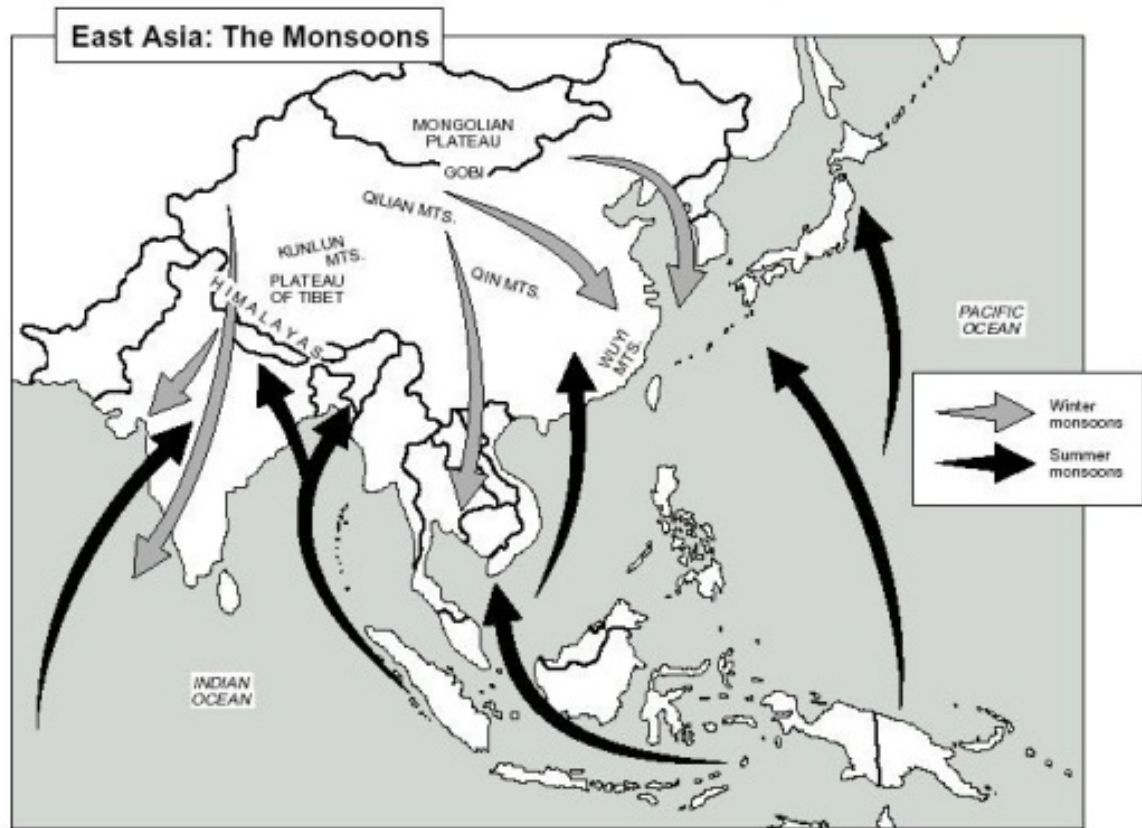 East Asia: The Monsoons
MONGOLIAN
PLATEAU
GOBI
QILIAN MTS.
KUNLUN
MTS.
PLATEAU
OF TIBET
QIN MTS.
HIMALAYAS
WUYI
MTS.
PACIFIC
OCEAN
Winter
monsoons
Summer
monsoons
INDIAN
OCEAN